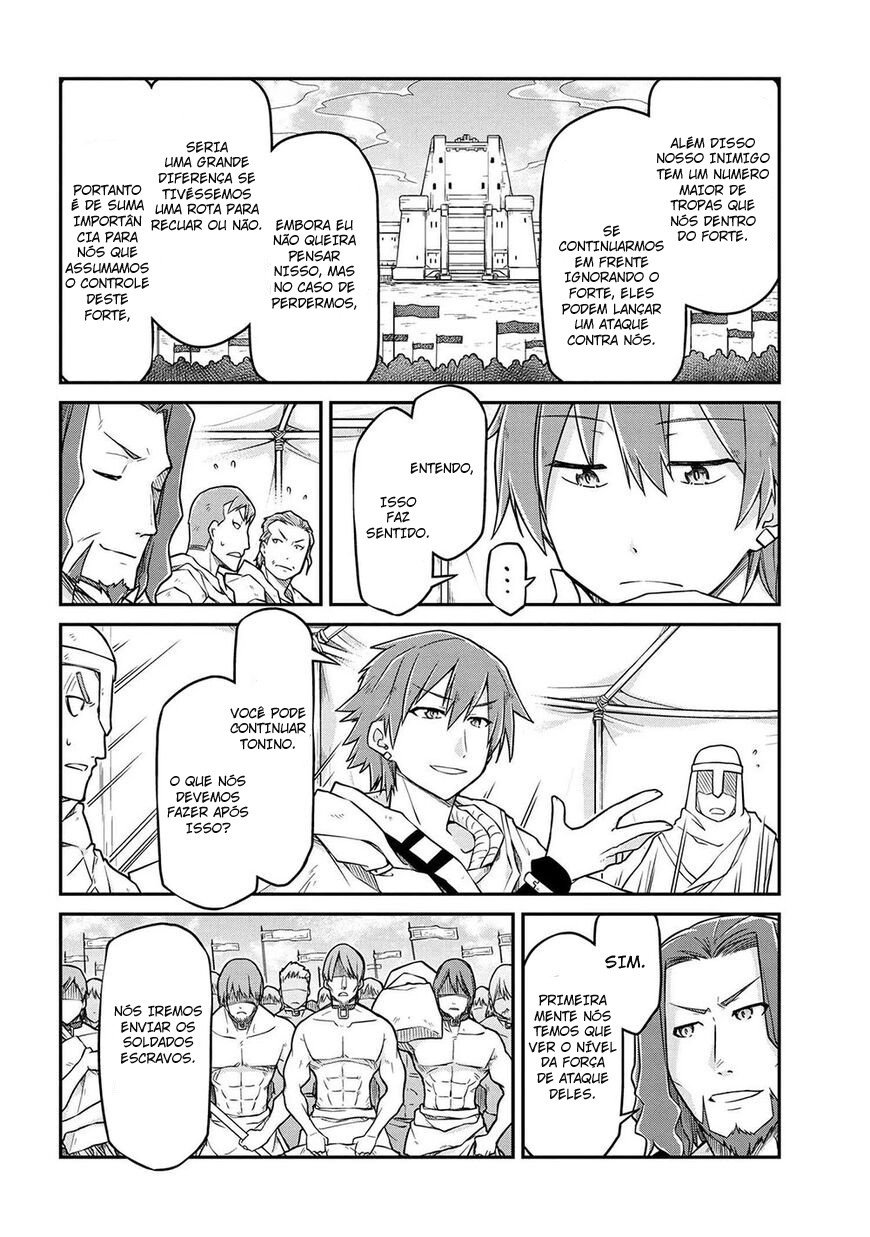 ALÉM DISSO
NOSSO INIMIGO
TEM UM NUMERO
MAIOR DE
TROPAS QUE
NÓS DENTRO
DO FORTE.
SE
CONTINUARMOS
EM FRENTE
IGNORANDO O
FORTE, ELES
PODEM LANÇAR
UM ATAQUE
CONTRA NÓS.
EMBORA EU
NÃO QUEIRA
PENSAR
NISSO, MAS
NO CASO DE
PERDERMOS,
SERIA
UMA GRANDE
DIFERENÇA SE
TIVÉSSEMOS
UMA ROTA PARA
RECUAR OU NÃO.
PORTANTO
É DE SUMA
IMPORTÂN
CIA PARA
NÓS QUE
ASSUMAMOS
O CONTROLE
DESTE
FORTE,
...
ENTENDO,
ISSO
FAZ
SENTIDO.
VOCÊ PODE
CONTINUAR
TONINO.
O QUE NÓS
DEVEMOS
FAZER APÓS
ISSO?
SIM.
PRIMEIRA
MENTE NÓS
TEMOS QUE
VER O NÍVEL
DA FORÇA
DE ATAQUE
DELES.
NÓS IREMOS
ENVIAR OS
SOLDADOS
ESCRAVOS.